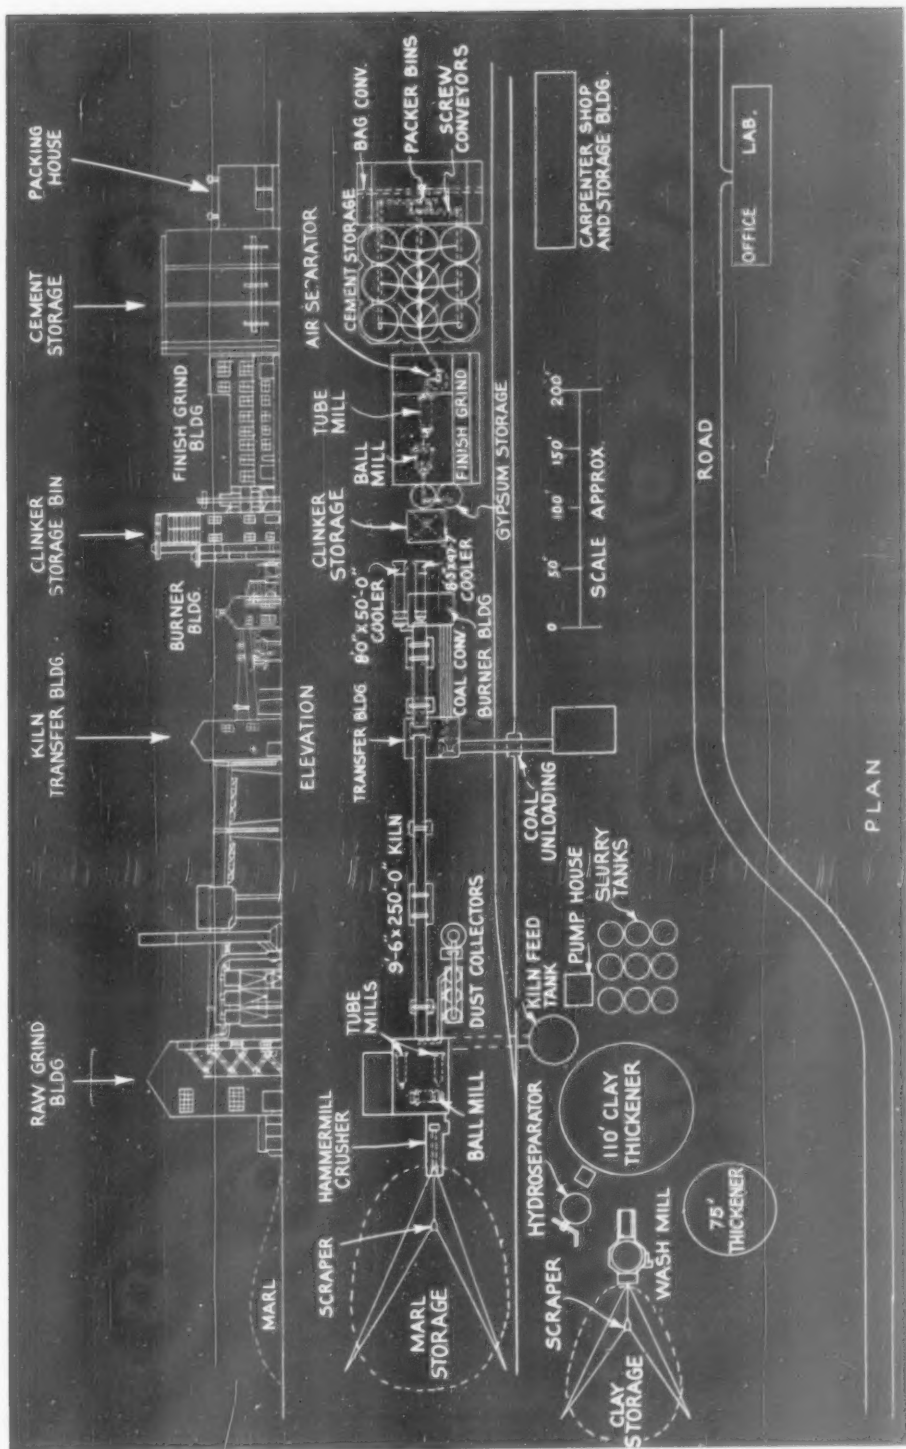 RAW GRIND
BLDG
KILN
TRANSFER BLDG.
CLINKER
STORAGE BIN
CEMENT
STORAGE
PACKING
HOUSE
BURNER
BLDG.
FINISH GRIND
BLDG
MARL
ELEVATION
SCRAPER
HAMMERMILL
CRUSHER
TUBE
MILLS
9'-6"x 250'-0" KILN
TRANSFER BLDG
8'-0" x 50'-0"
COOLER
CLINKER
STORAGE
BALL
MILL
TUBE
MILL
AIR SEPARATOR
CEMENT STORAGE
BAG CONV.
PACKER BINS
SCREW
CONVEYORS
MARL
STORAGE
BALL MILL
DUST COLLECTORS
COAL CONV.
BURNER BLDG
COOLER
FINISH GRIND
GYPSUM STORAGE
SCRAPER
HYDROSEPARATOR
KILN FEED
TANK
PUMP HOUSE
SLURRY
TANKS
COAL
UNLOADING
0 50' 100' 150' 200'
SCALE APPROX.
CARPENTER SHOP
AND STORAGE BLDG.
CLAY
STORAGE
WASH MILL
110' CLAY
THICKENER
75'
THICKENER
ROAD
OFFICE LAB.
PLAN